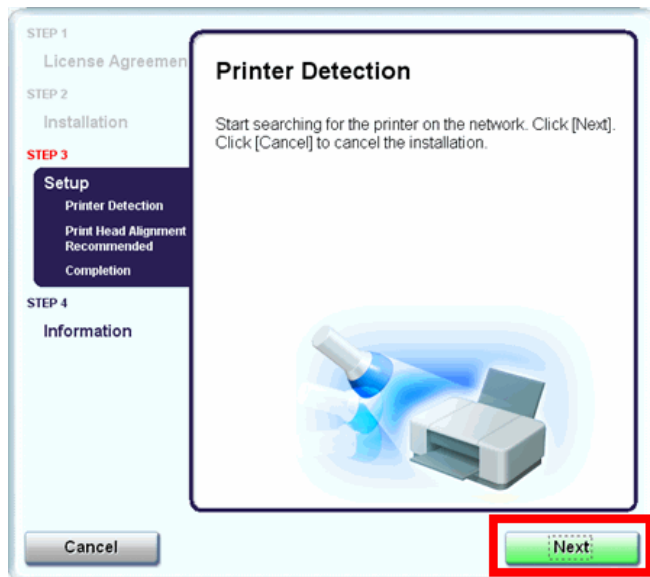 STEP 1
License Agreemen
STEP 2
Installation
STEP 3
Setup
Printer Detection
Print Head Alignment
Recommended
Completion
STEP 4
Information
Printer Detection
Start searching for the printer on the network. Click [Next].
Click [Cancel] to cancel the installation.
Cancel
Next